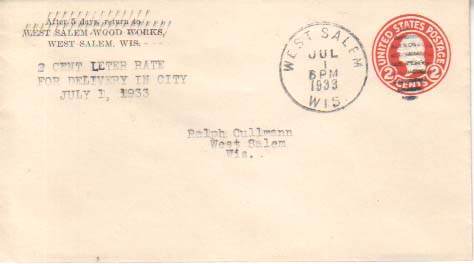 After 5 days, return to
WEST SALEM WOOD WORKS,
WEST SALEM, WIS.
2 CENT LETER RATE
FOR DELIVERY IN CITY
JULY 1, 1933
WEST SALEM
JUL
1
6 PM
1933
WIS
UNITED STATES POSTAGE
2 CENTS 2
Ralph Cullmann
West Salem
Wis.